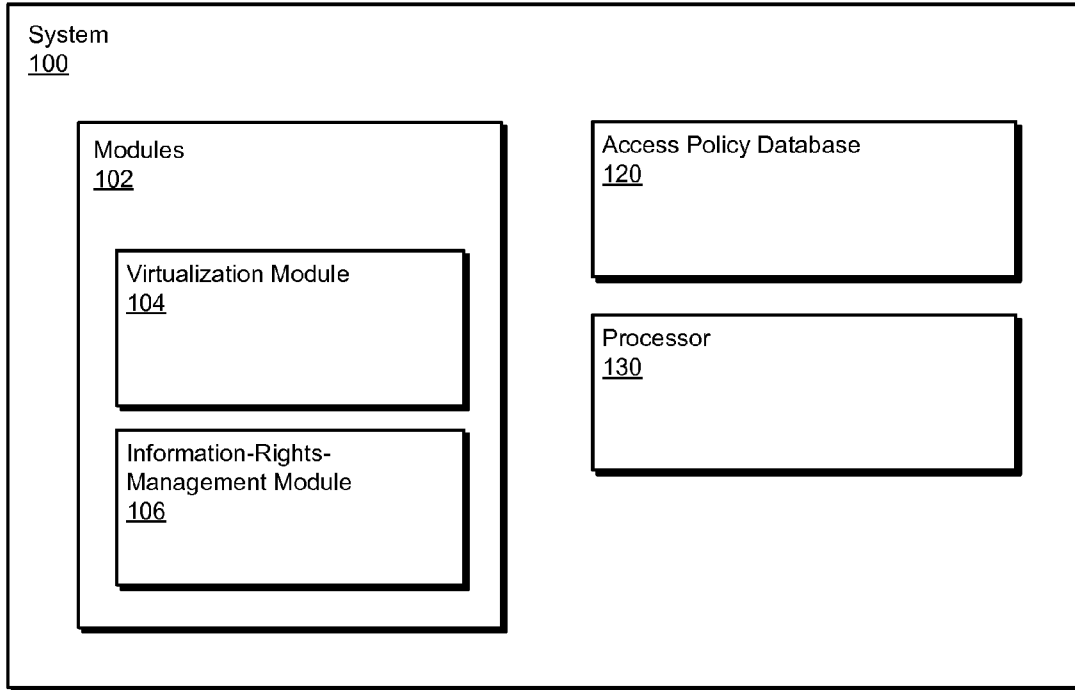 System
100
Modules
102
Virtualization Module
104
Information-Rights-
Management Module
106
Access Policy Database
120
Processor
130